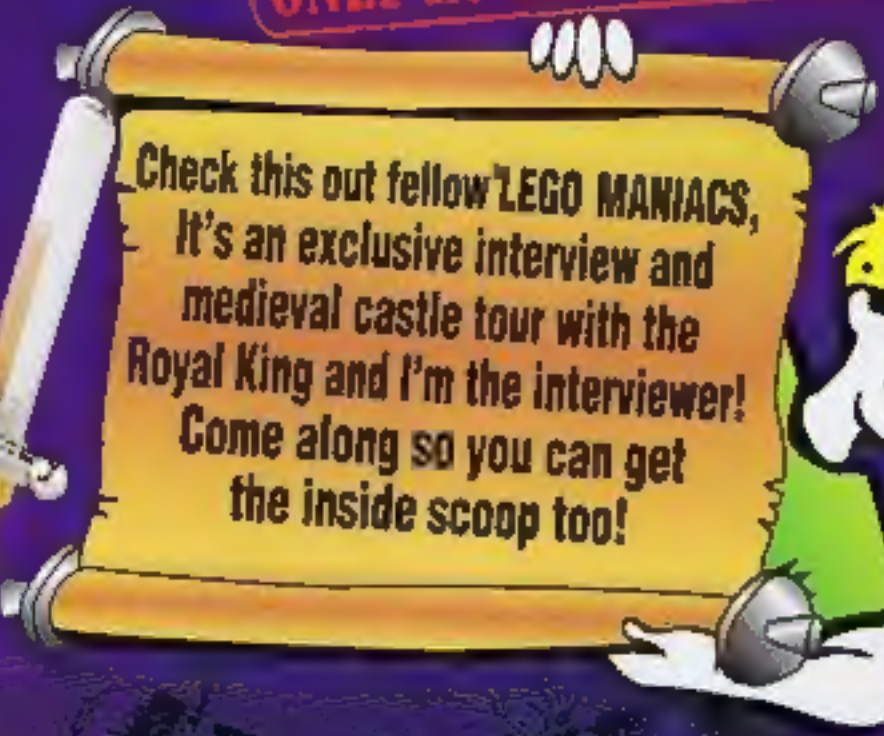 Check this out fellow LEGO MANIACS,
It's an exclusive interview and
medieval castle tour with the
Royal King and I'm the interviewer!
Come along so you can get
the inside scoop too!